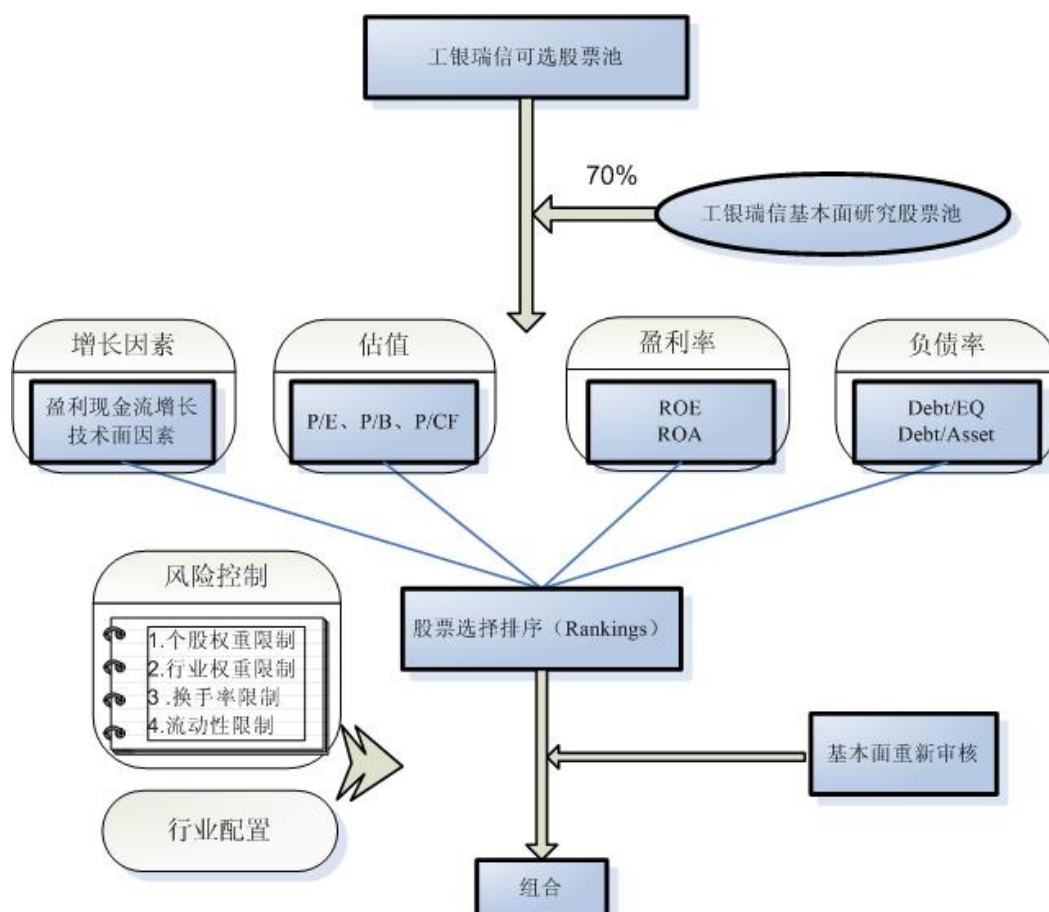 工银瑞信可选股票池
70%
工银瑞信基本面研究股票池
增长因素
盈利现金流增长
技术面因素
估值
P/E、P/B、P/CF
盈利率
ROE
ROA
负债率
Debt/EQ
Debt/Asset
风险控制
1.个股权重限制
2.行业权重限制
3 .换手率限制
4.流动性限制
股票选择排序（Rankings）
基本面重新审核
行业配置
组合